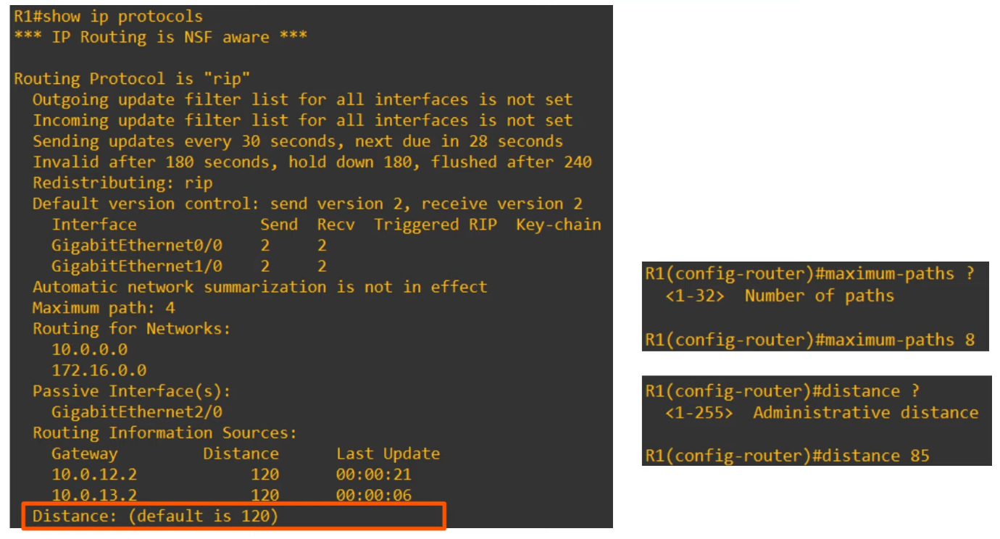 R1#show ip protocols
*** IP Routing is NSF aware ***
Routing Protocol is "rip"
Outgoing update filter list for all interfaces is not set
Incoming update filter list for all interfaces is not set
Sending updates every 30 seconds, next due in 28 seconds
Invalid after 180 seconds, hold down 180, flushed after 240
Redistributing: rip
Default version control: send version 2, receive version 2
Interface Send Recv Triggered RIP Key-chain
GigabitEthernet0/0 2 2
GigabitEthernet1/0 2 2
Automatic network summarization is not in effect
Maximum path: 4
Routing for Networks:
10.0.0.0
172.16.0.0
Passive Interface(s):
GigabitEthernet2/0
Routing Information Sources:
Gateway Distance Last Update
10.0.12.2 120 00:00:21
10.0.13.2 120 00:00:06
Distance: (default is 120)
R1(config-router)#maximum-paths ?
<1-32> Number of paths
R1(config-router)#maximum-paths 8
R1(config-router)#distance ?
<1-255> Administrative distance
R1(config-router)#distance 85